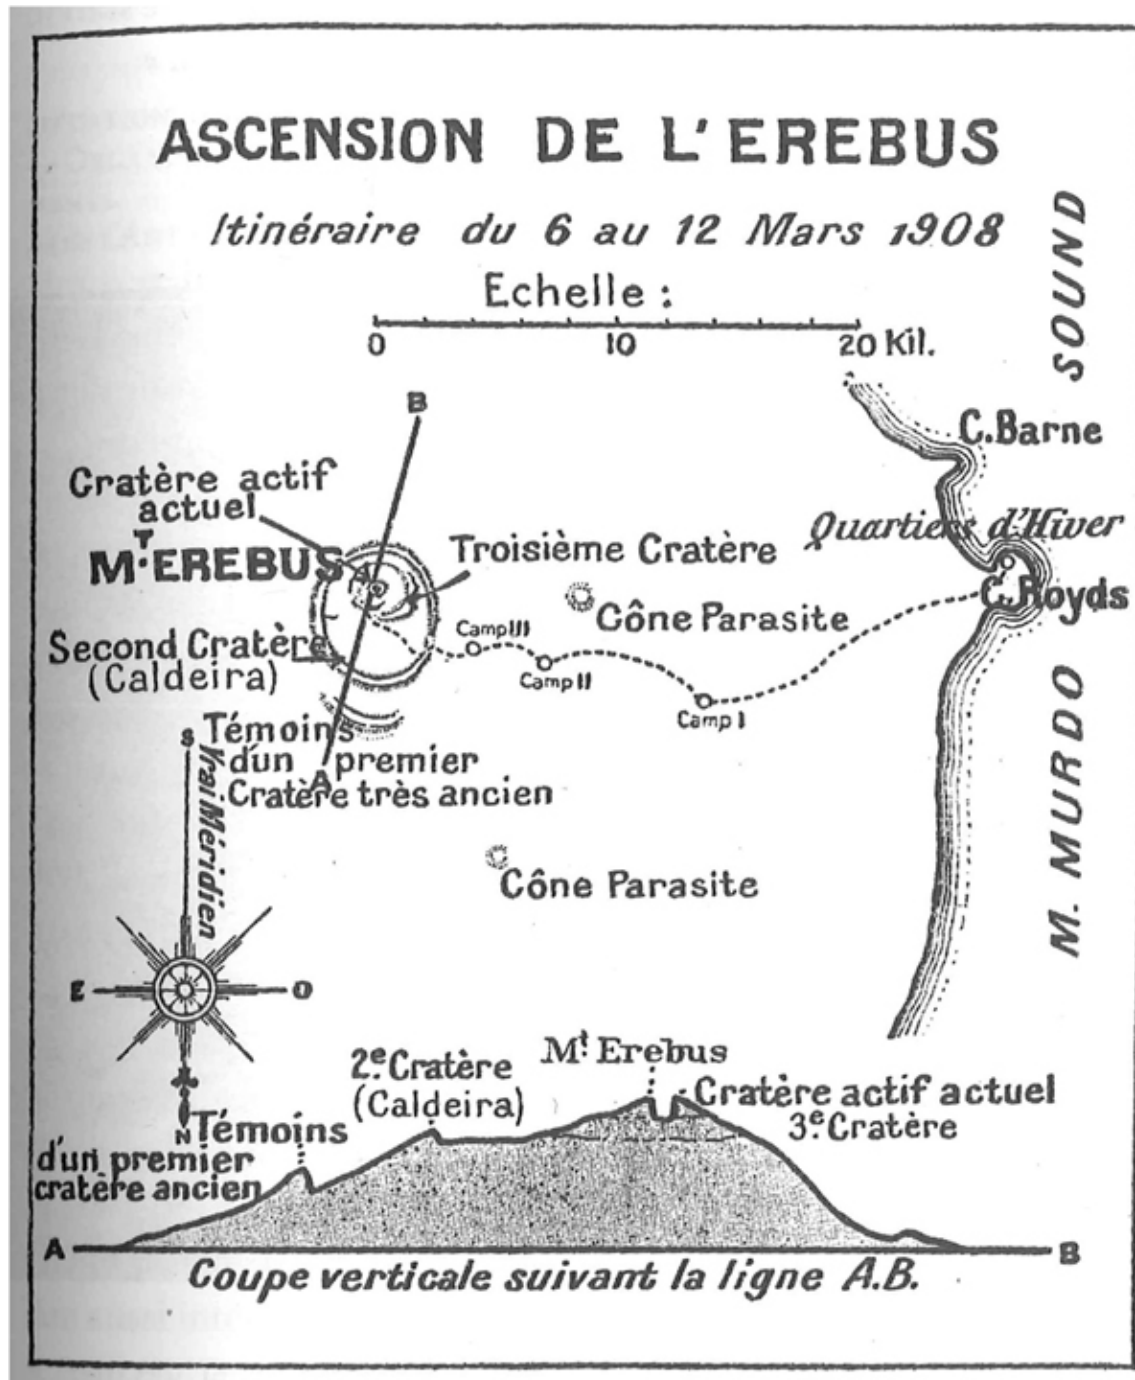 ASCENSION DE L'EREBUS
Itinéraire du 6 au 12 Mars 1908
Echelle :
0 10 20 Kil.
SOUND
B
C. Barne
Cratère actif
actuel
Quartiers d'Hiver
Mᵀ. EREBUS
Troisième Cratère
C. Royds
Cône Parasite
Second Cratère
(Caldeira)
Camp III
Camp II
Camp I
M. MURDO
S
Témoins
d'un premier
Cratère très ancien
A
Vrai Méridien
Cône Parasite
E O
N
Mᵗ. Erebus
2ᵉ. Cratère
(Caldeira)
Cratère actif actuel
3ᵉ. Cratère
Témoins
d'un premier
cratère ancien
A B
Coupe verticale suivant la ligne A.B.